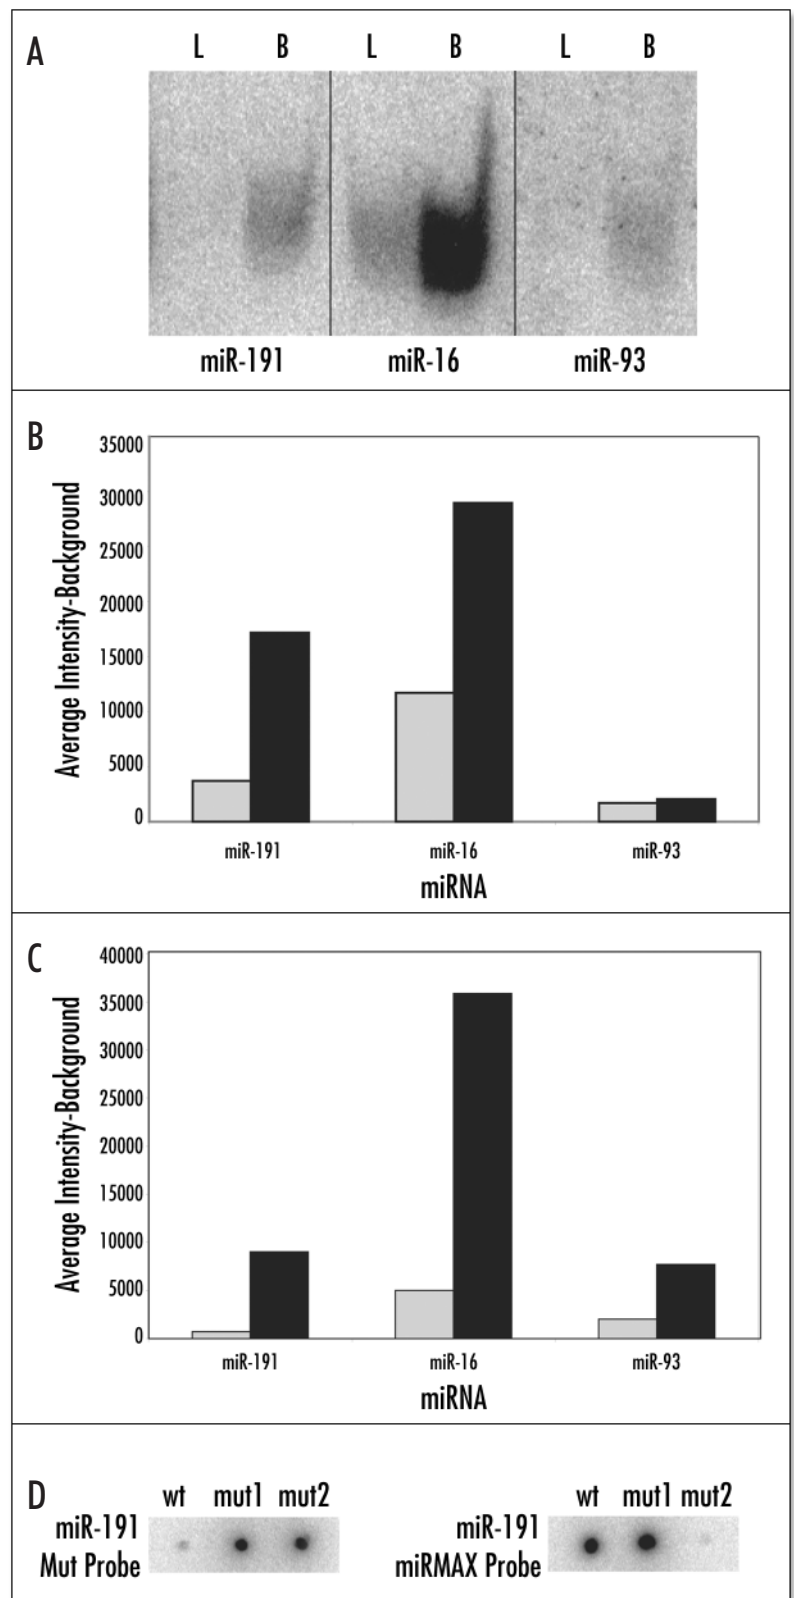 A
L B L B L B
miR-191 miR-16 miR-93
B
Average Intensity-Background
35000
30000
25000
20000
15000
10000
5000
0
miR-191 miR-16 miR-93
miRNA
C
Average Intensity-Background
40000
35000
30000
25000
20000
15000
10000
5000
0
miR-191 miR-16 miR-93
miRNA
D
wt mut1 mut2
miR-191
Mut Probe
wt mut1 mut2
miR-191
miRMAX Probe